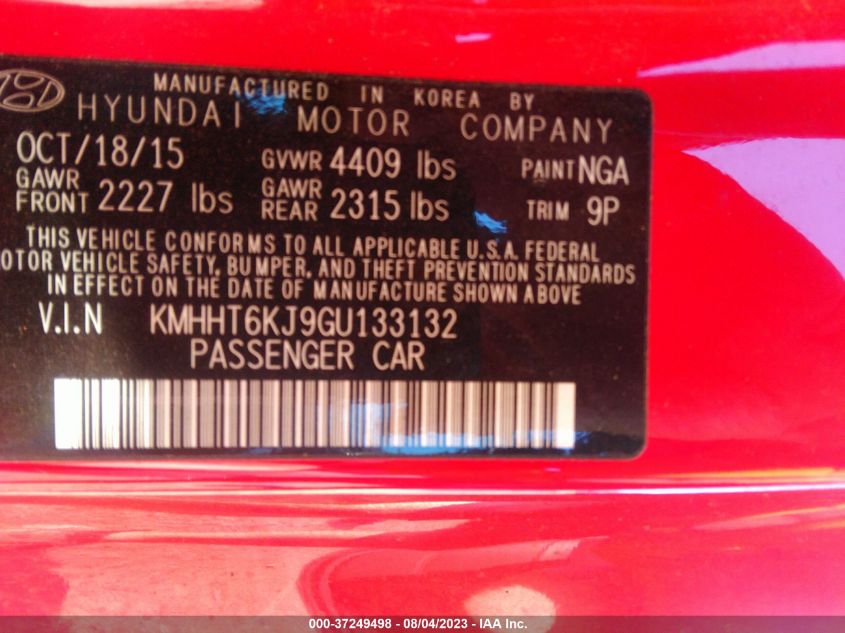 MANUFACTURED IN KOREA BY
HYUNDAI MOTOR COMPANY
OCT/18/15 GVWR 4409 lbs PAINT NGA
GAWR FRONT 2227 lbs GAWR REAR 2315 lbs TRIM 9P
THIS VEHICLE CONFORMS TO ALL APPLICABLE U.S.A. FEDERAL
OTOR VEHICLE SAFETY, BUMPER, AND THEFT PREVENTION STANDARDS
IN EFFECT ON THE DATE OF MANUFACTURE SHOWN ABOVE
V.I.N KMHHT6KJ9GU133132
PASSENGER CAR
000-37249498 - 08/04/2023 - IAA Inc.